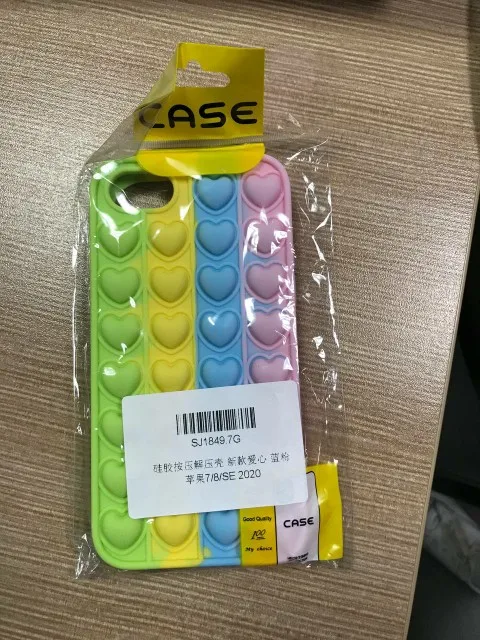 CASE
SJ1849.7G
硅胶按压解压壳 新款爱心 蓝粉
苹果7/8/SE 2020
Good Quality
100
My choice
CASE